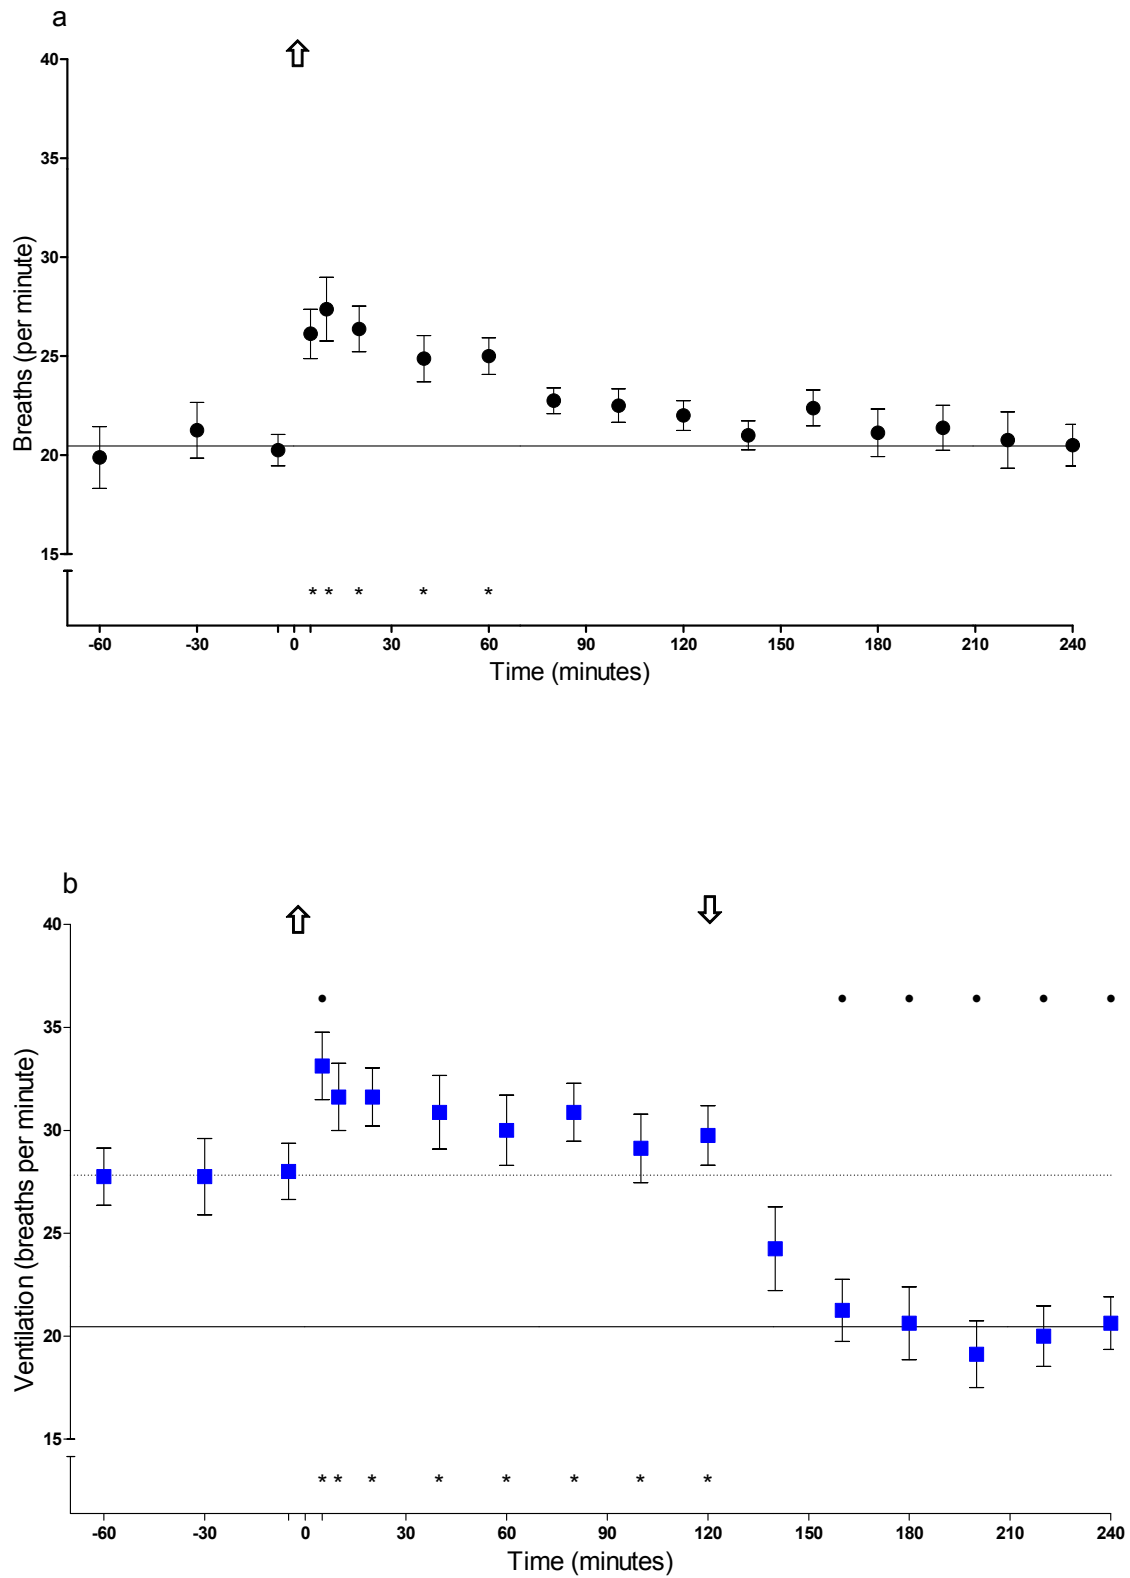 a
40
35
30
25
20
15
Breaths (per minute)
* * * * *
-60 -30 0 30 60 90 120 150 180 210 240
Time (minutes)
b
40
35
30
25
20
15
Ventilation (breaths per minute)
* * * * * * * *
-60 -30 0 30 60 90 120 150 180 210 240
Time (minutes)